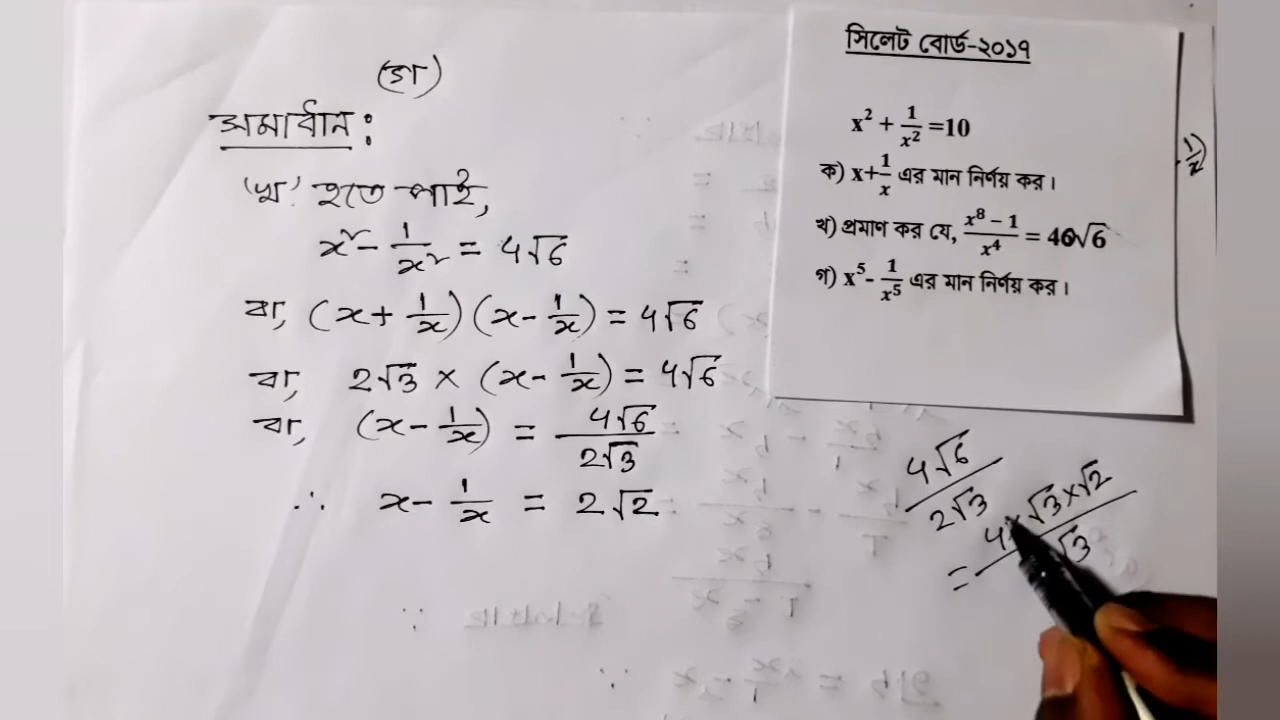 (গ)
সমাধান:
'খ' হতে পাই,
x² - 1/x² = 4√6
বা, (x + 1/x)(x - 1/x) = 4√6
বা, 2√3 × (x - 1/x) = 4√6
বা, (x - 1/x) = 4√6/2√3
∴ x - 1/x = 2√2
সিলেট বোর্ড-২০১৭
x² + 1/x² =10
ক) x+1/x এর মান নির্ণয় কর।
খ) প্রমাণ কর যে, (x⁸ - 1)/x⁴ = 40√6
গ) x⁵- 1/x⁵ এর মান নির্ণয় কর।
1/x)
4√6/2√3
= 4×√3×√2/√3